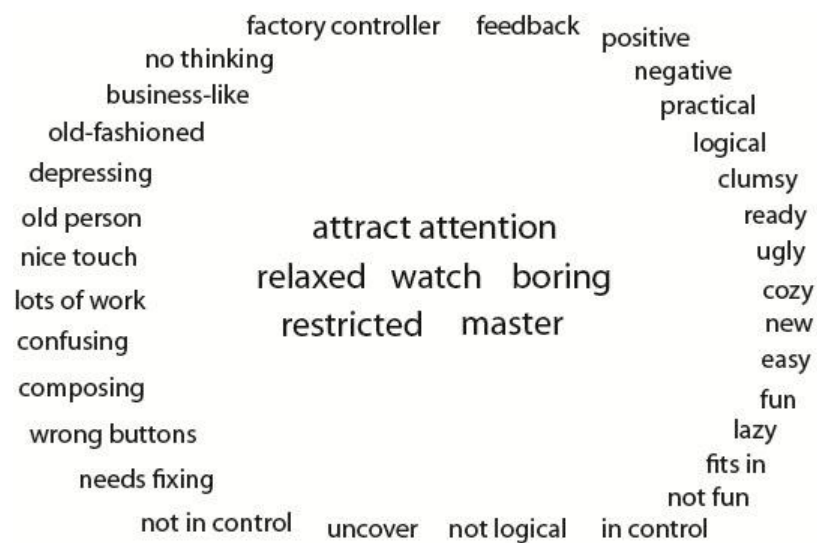 factory controller feedback
positive
no thinking
negative
business-like
practical
old-fashioned
logical
depressing
clumsy
old person
ready
attract attention
nice touch
ugly
relaxed watch boring
lots of work
cozy
restricted master
new
confusing
easy
composing
fun
wrong buttons
lazy
fits in
needs fixing
not fun
not in control uncover not logical in control